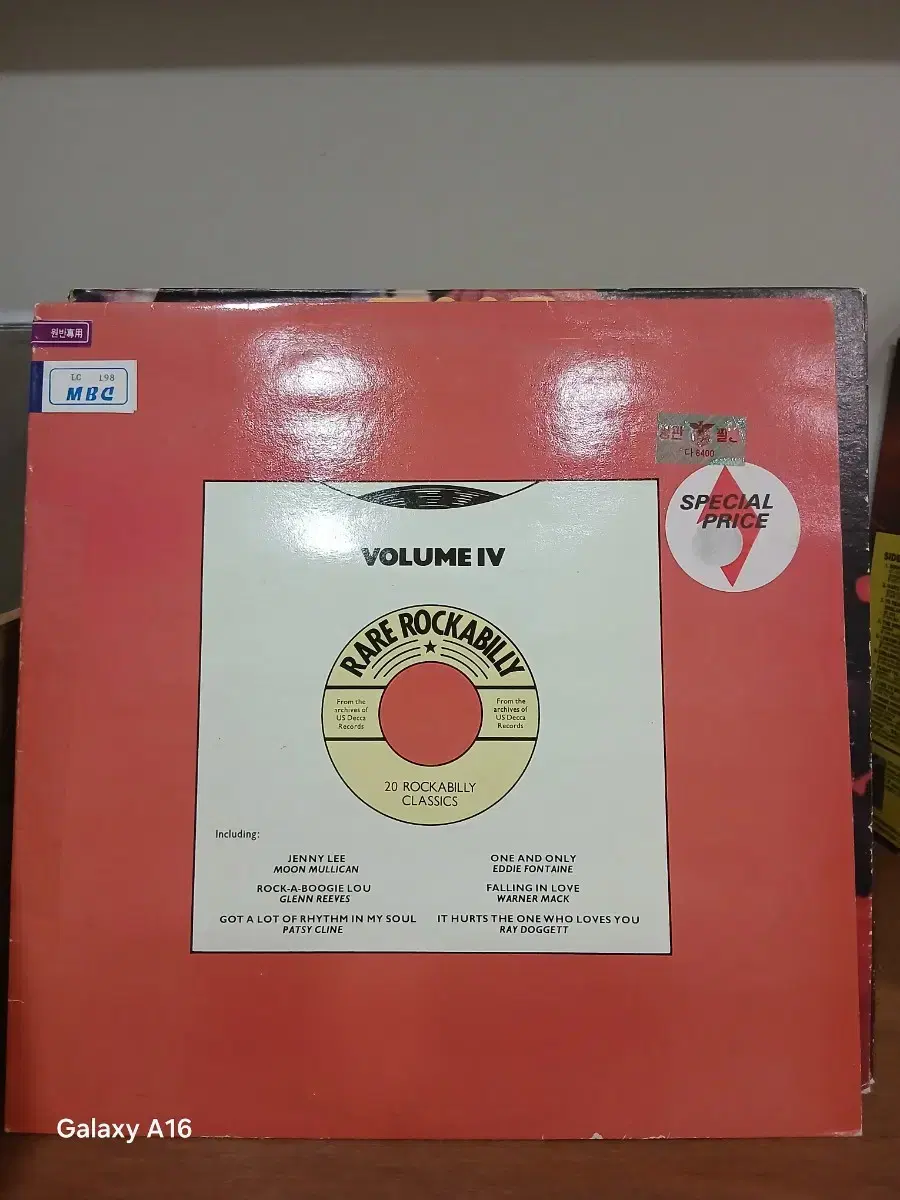 원반専用
LC 198
MBC
다 6400
SPECIAL
PRICE
VOLUME IV
RARE ROCKABILLY
From the
archives of
US Decca
Records
From the
archives of
US Decca
Records
20 ROCKABILLY
CLASSICS
Including:
JENNY LEE
MOON MULLICAN
ROCK-A-BOOGIE LOU
GLENN REEVES
GOT A LOT OF RHYTHM IN MY SOUL
PATSY CLINE
ONE AND ONLY
EDDIE FONTAINE
FALLING IN LOVE
WARNER MACK
IT HURTS THE ONE WHO LOVES YOU
RAY DOGGETT
Galaxy A16